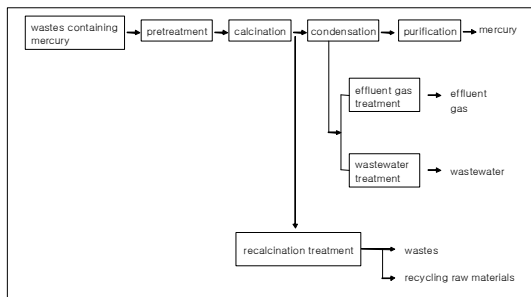 wastes containing
mercury
pretreatment
calcination
condensation
purification
mercury
effluent gas
treatment
effluent
gas
wastewater
treatment
wastewater
recalcination treatment
wastes
recycling raw materials